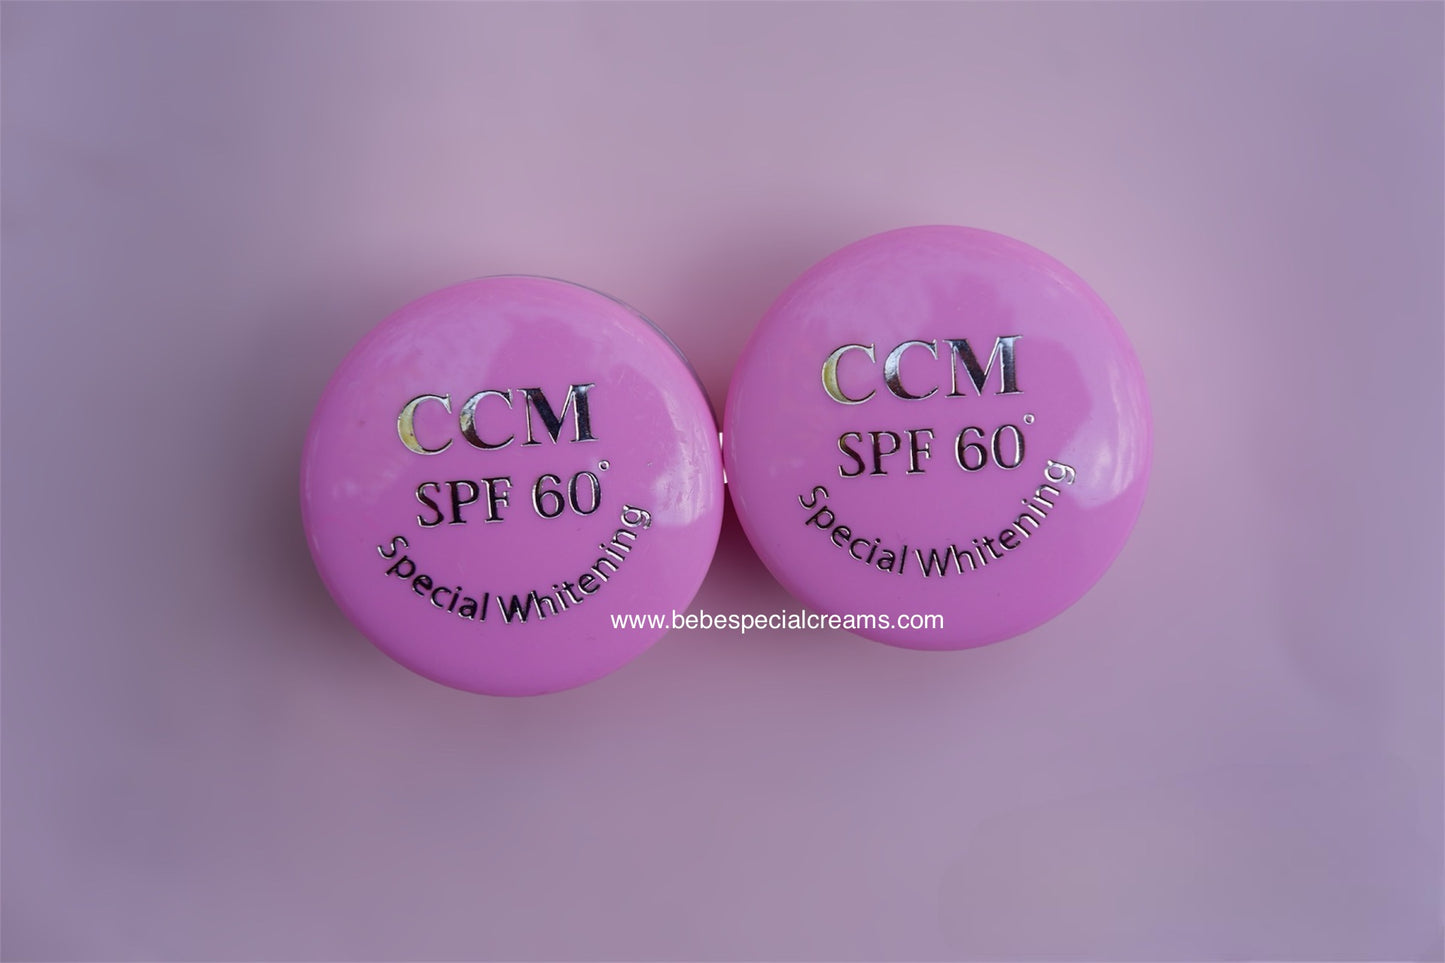 CCM
SPF 60°
Special Whitening
CCM
SPF 60°
Special Whitening
www.bebespecialcreams.com